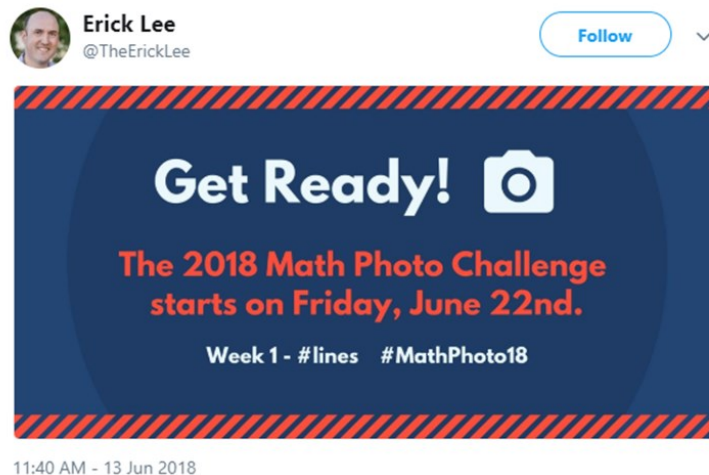 Erick Lee
@TheErickLee
Follow
Get Ready!
The 2018 Math Photo Challenge
starts on Friday, June 22nd.
Week 1 - #lines #MathPhoto18
11:40 AM - 13 Jun 2018